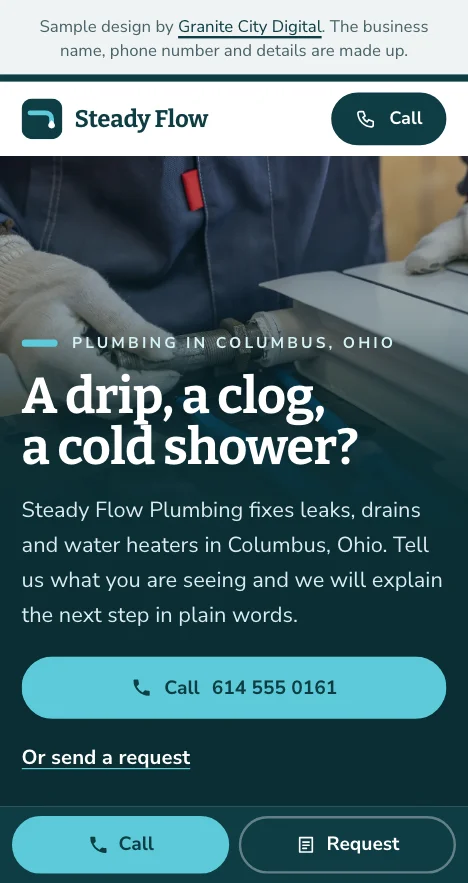 Sample design by Granite City Digital. The business
name, phone number and details are made up.
Steady Flow
Call
PLUMBING IN COLUMBUS, OHIO
A drip, a clog,
a cold shower?
Steady Flow Plumbing fixes leaks, drains
and water heaters in Columbus, Ohio. Tell
us what you are seeing and we will explain
the next step in plain words.
Call 614 555 0161
Or send a request
Call
Request